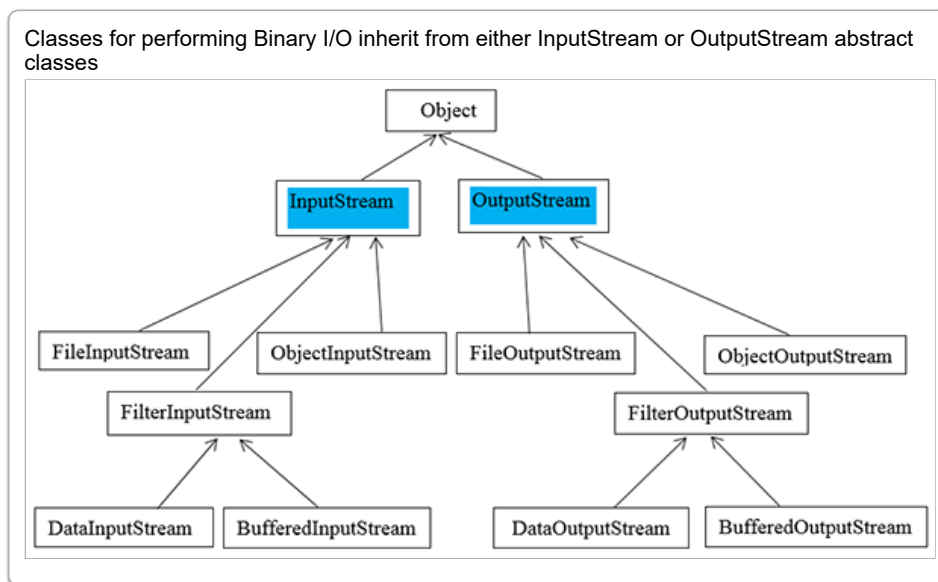 Classes for performing Binary I/O inherit from either InputStream or OutputStream abstract
classes
Object
InputStream
OutputStream
FileInputStream
ObjectInputStream
FileOutputStream
ObjectOutputStream
FilterInputStream
FilterOutputStream
DataInputStream
BufferedInputStream
DataOutputStream
BufferedOutputStream